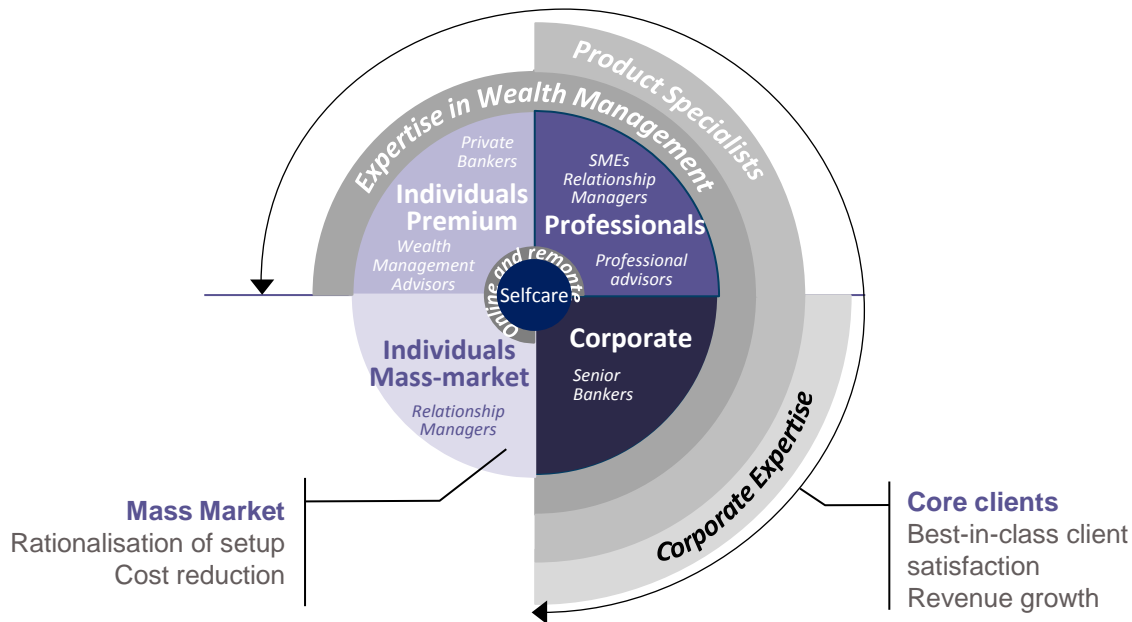 Product Specialists
Expertise in Wealth Management
Private
Bankers
Individuals
Premium
Wealth
Management
Advisors
SMEs
Relationship
Managers
Professionals
Professional
advisors
Online and remonte
Selfcare
Individuals
Mass-market
Relationship
Managers
Corporate
Senior
Bankers
Corporate Expertise
Mass Market
Rationalisation of setup
Cost reduction
Core clients
Best-in-class client
satisfaction
Revenue growth